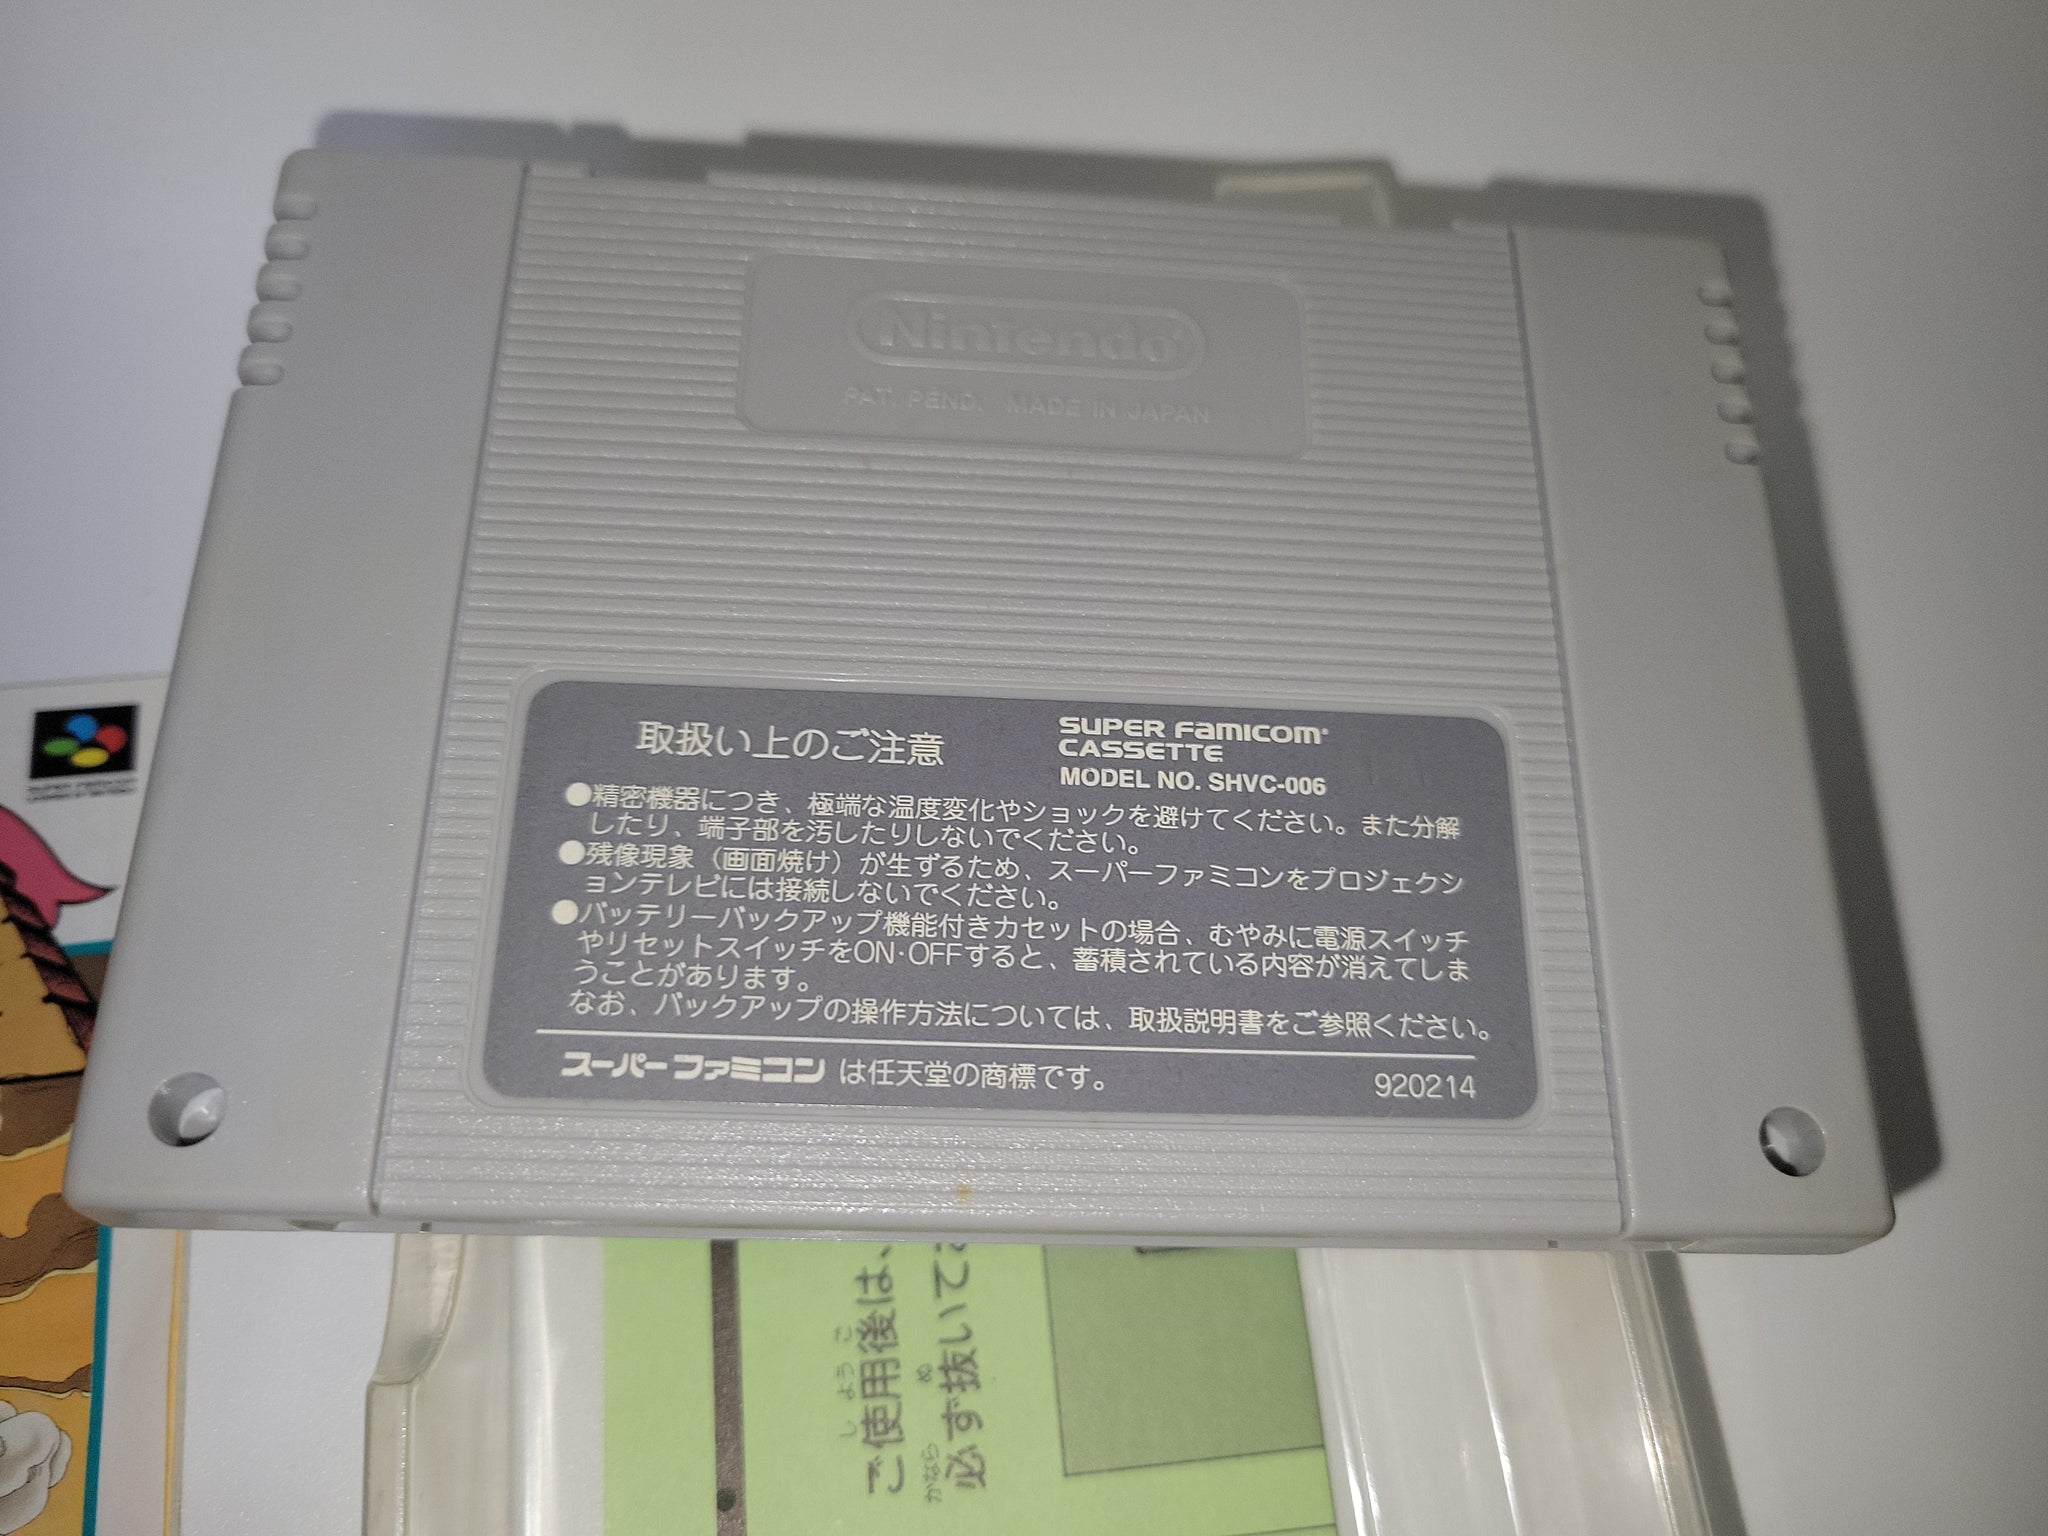 Nintendo
PAT. PEND. MADE IN JAPAN
取扱い上のご注意
SUPER FAMICOM
CASSETTE
MODEL NO. SHVC-006
●精密機器につき、極端な温度変化やショックを避けてください。また分解
したり、端子部を汚したりしないでください。
●残像現象（画面焼け）が生ずるため、スーパーファミコンをプロジェクシ
ョンテレビには接続しないでください。
●バッテリーバックアップ機能付きカセットの場合、むやみに電源スイッチ
やリセットスイッチをON・OFFすると、蓄積されている内容が消えてしま
うことがあります。
なお、バックアップの操作方法については、取扱説明書をご参照ください。
スーパーファミコン は任天堂の商標です。
920214
ご使用後は、
必ず抜いて